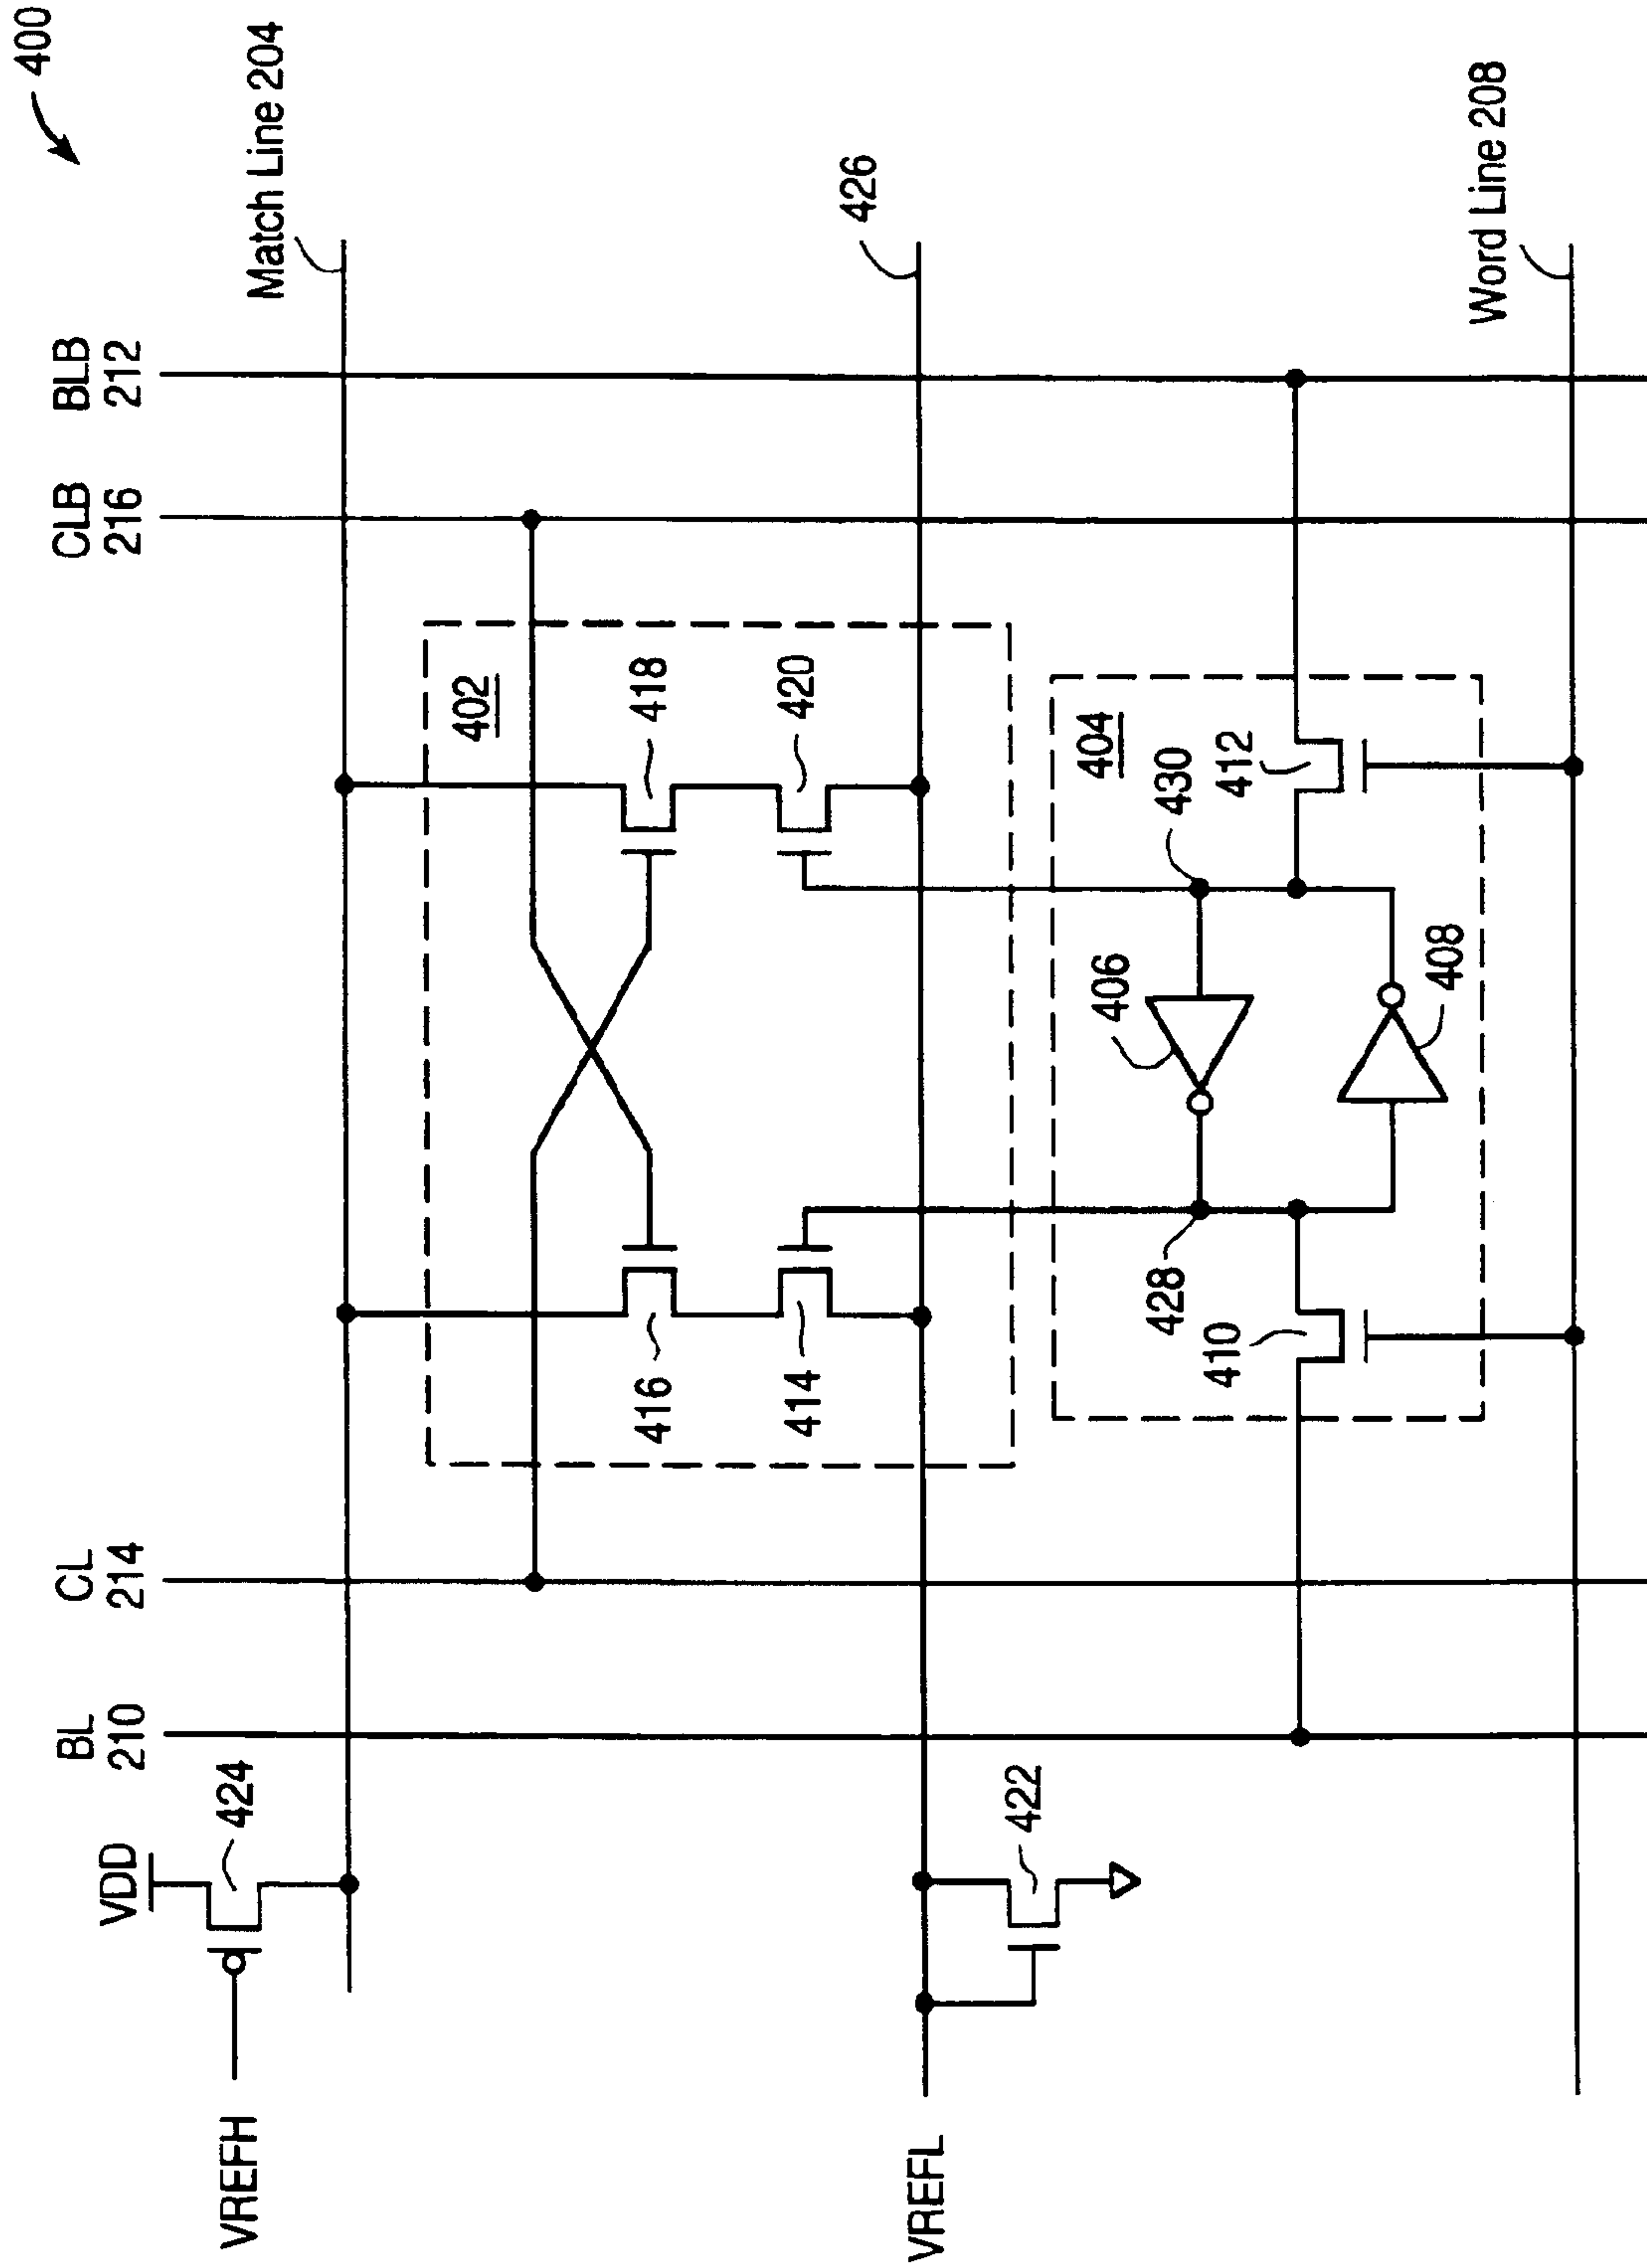 400
BL
210
CL
214
CLB
216
BLB
212
VDD
424
VREFH
Match Line 204
402
416
418
414
420
426
VREFL
422
404
406
430
428
412
410
408
Word Line 208